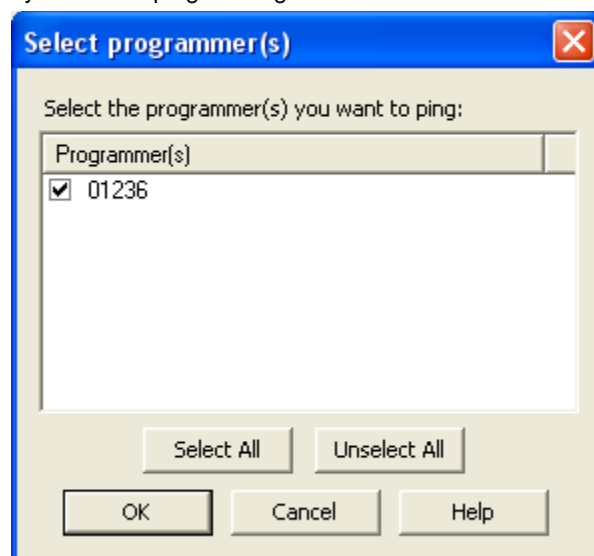 Select programmer(s)
Select the programmer(s) you want to ping:
Programmer(s)
01236
Select All Unselect All
OK Cancel Help